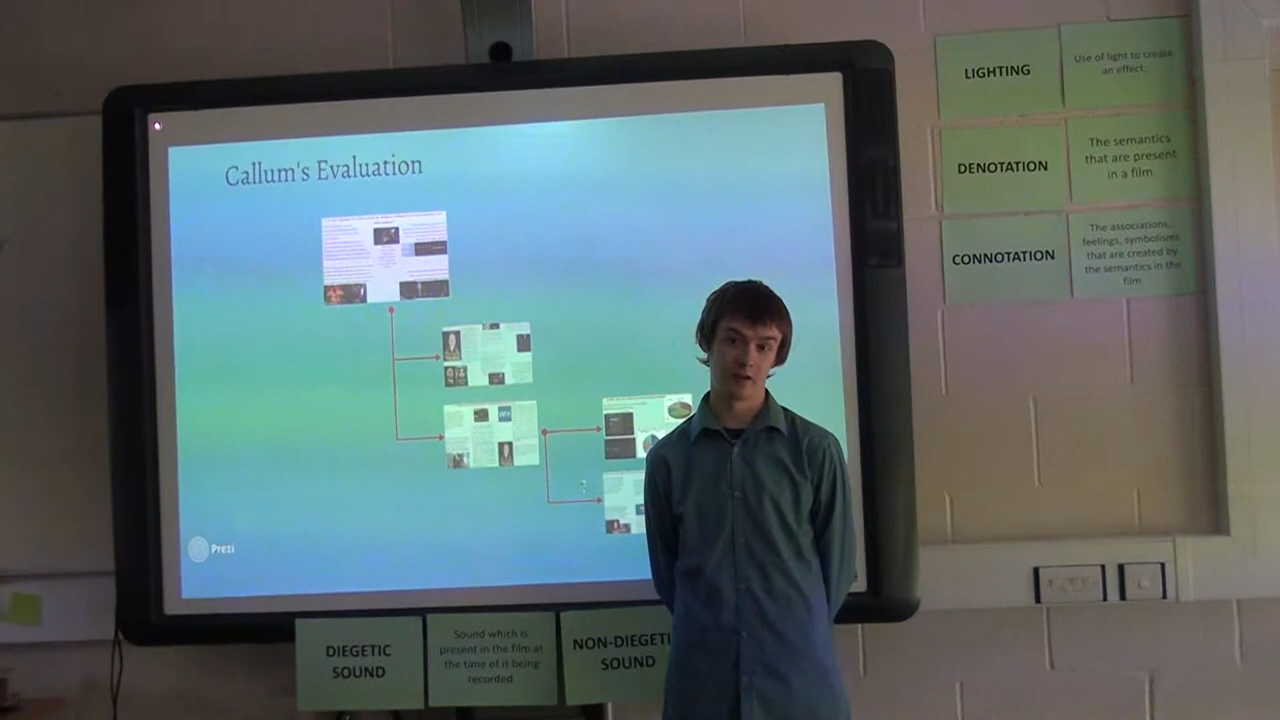 Callum's Evaluation
Prezi
LIGHTING
Use of light to create
an effect.
DENOTATION
The semantics
that are present
in a film
CONNOTATION
The associations,
feelings, symbolisms
that are created by
the semantics in the
film
DIEGETIC
SOUND
Sound which is
present in the film at
the time of it being
recorded
NON-DIEGETI
SOUND